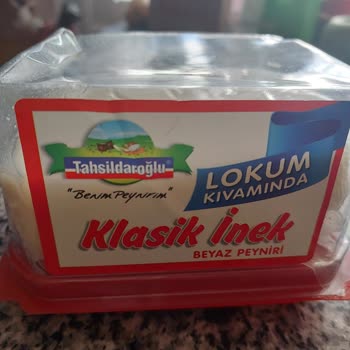 Tahsildaroğlu
"Benim Peynirim"
LOKUM
KIVAMINDA
Klasik İnek
BEYAZ PEYNİRİ